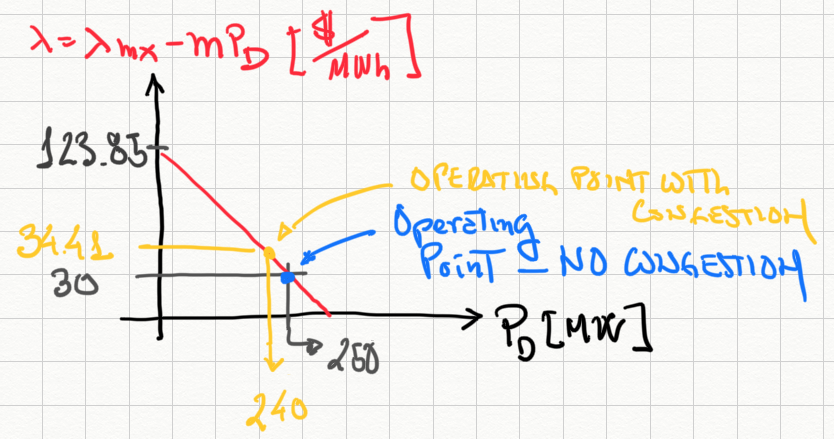 λ = λmx - mPD [$/MWh]
123.85
OPERATING POINT WITH
CONGESTION
34.41
Operating
Point - NO CONGESTION
30
PD [MW]
250
240